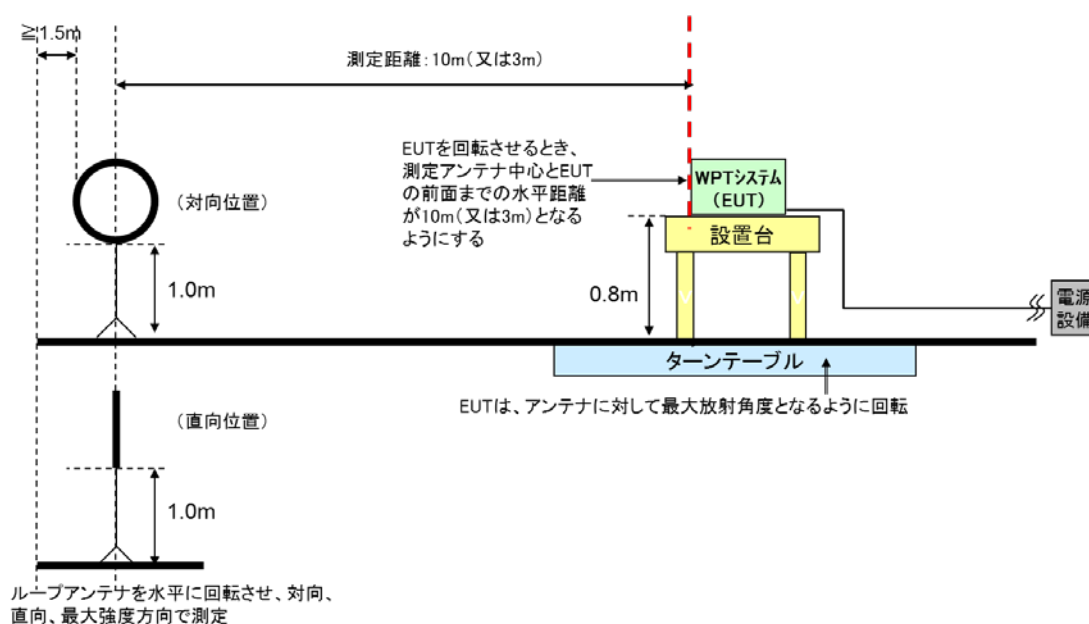 ≧1.5m
測定距離:10m(又は3m)
EUTを回転させるとき、
測定アンテナ中心とEUT
の前面までの水平距離
が10m(又は3m)となる
ようにする
WPTシステム
(EUT)
(対向位置)
設置台
1.0m
0.8m
電源
設備
ターンテーブル
EUTは、アンテナに対して最大放射角度となるように回転
(直向位置)
1.0m
ループアンテナを水平に回転させ、対向、
直向、最大強度方向で測定